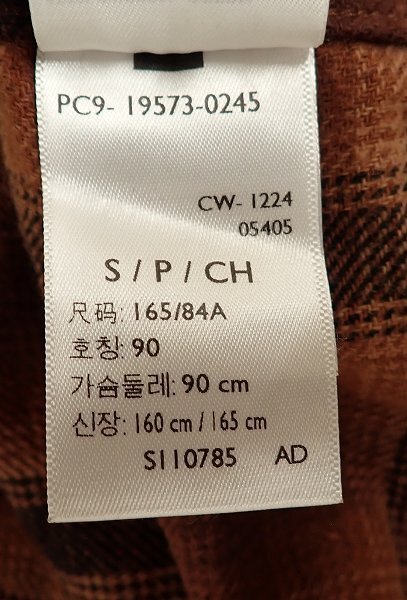 PC9- 19573-0245
CW- 1224
05405
S / P / CH
尺码: 165/84A
호칭: 90
가슴둘레: 90 cm
신장: 160 cm / 165 cm
S110785 AD